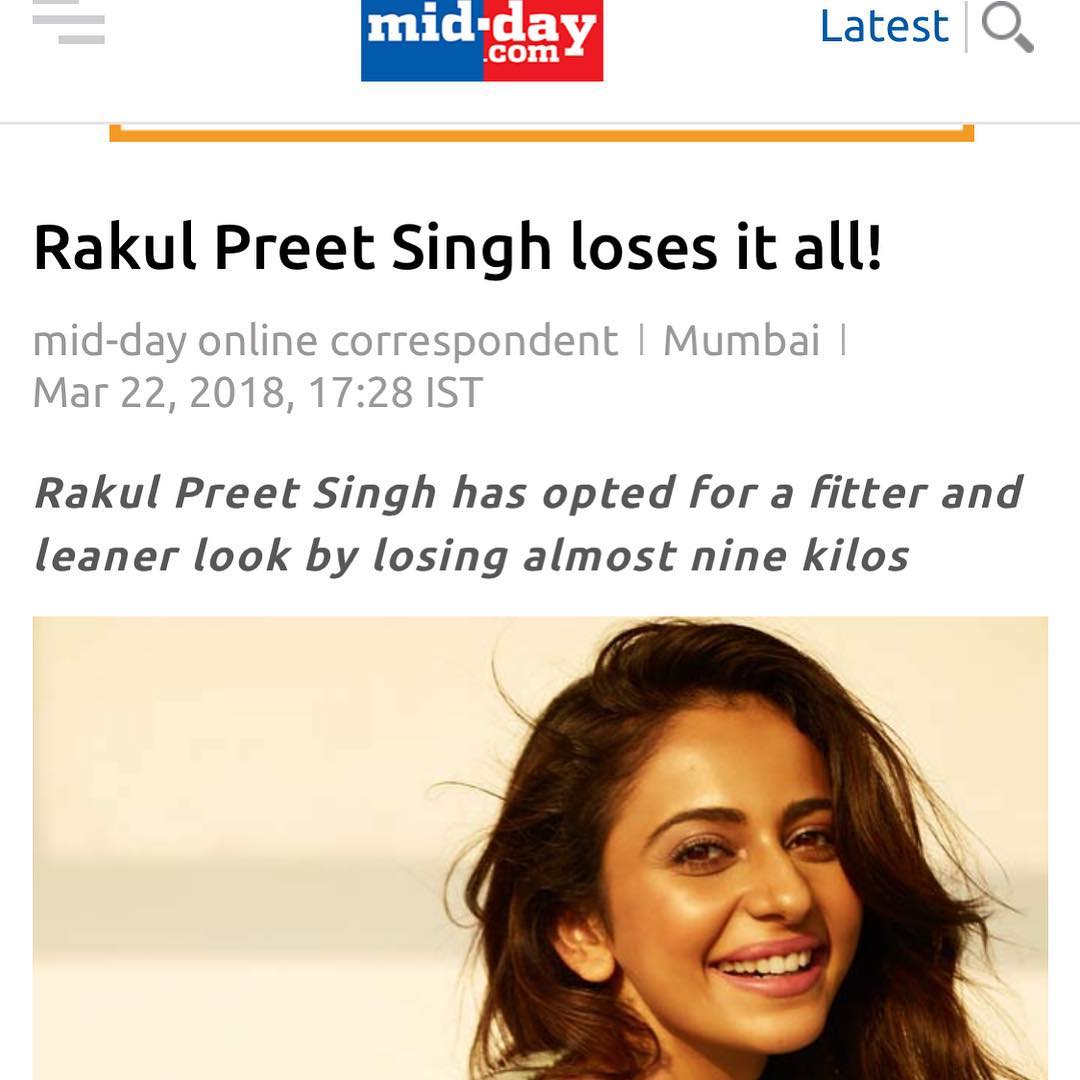 mid-day
.com
Latest
Rakul Preet Singh loses it all!
mid-day online correspondent | Mumbai |
Mar 22, 2018, 17:28 IST
Rakul Preet Singh has opted for a fitter and
leaner look by losing almost nine kilos